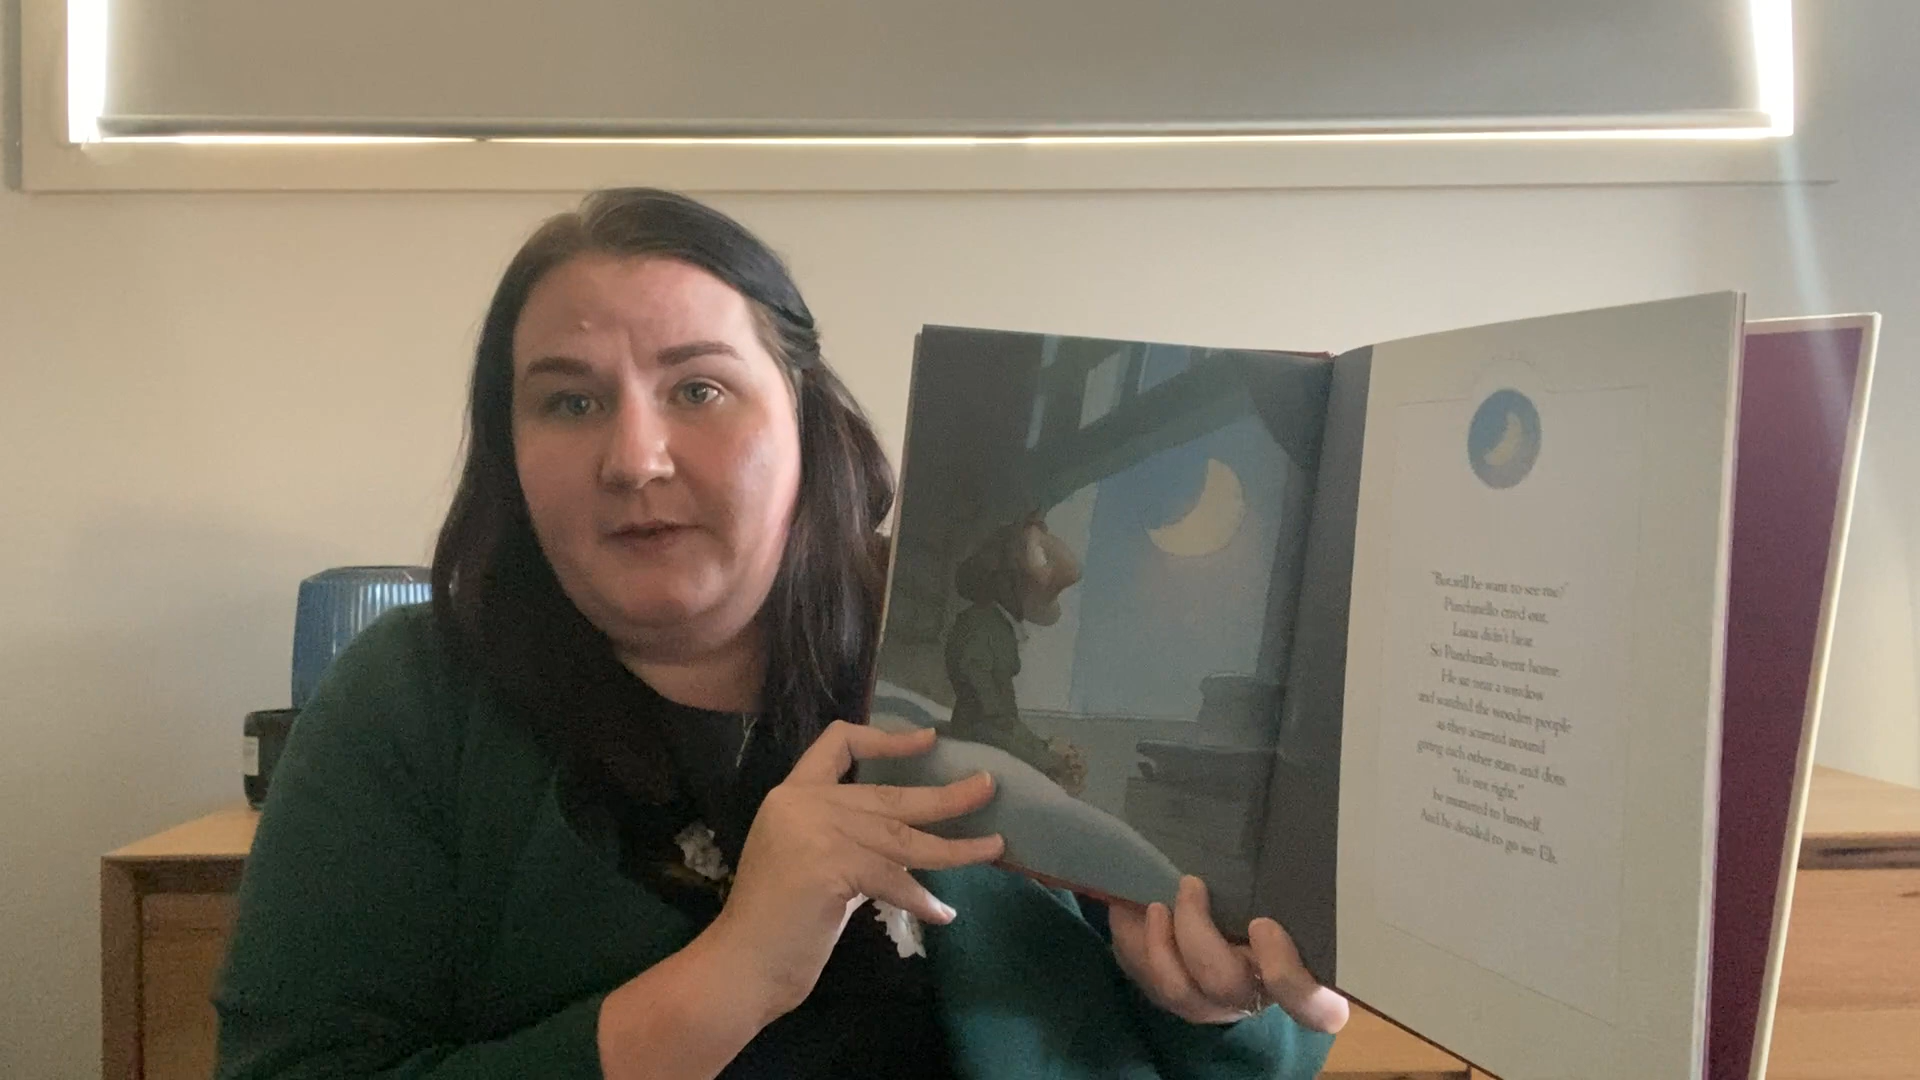 "But will he want to see me?"
Punchinello cried out.
Lucia didn't hear.
So Punchinello went home.
He sat near a window
and watched the wooden people
as they scurried around
giving each other stars and dots.
"It's not right,"
he muttered to himself.
And he decided to go see Eli.